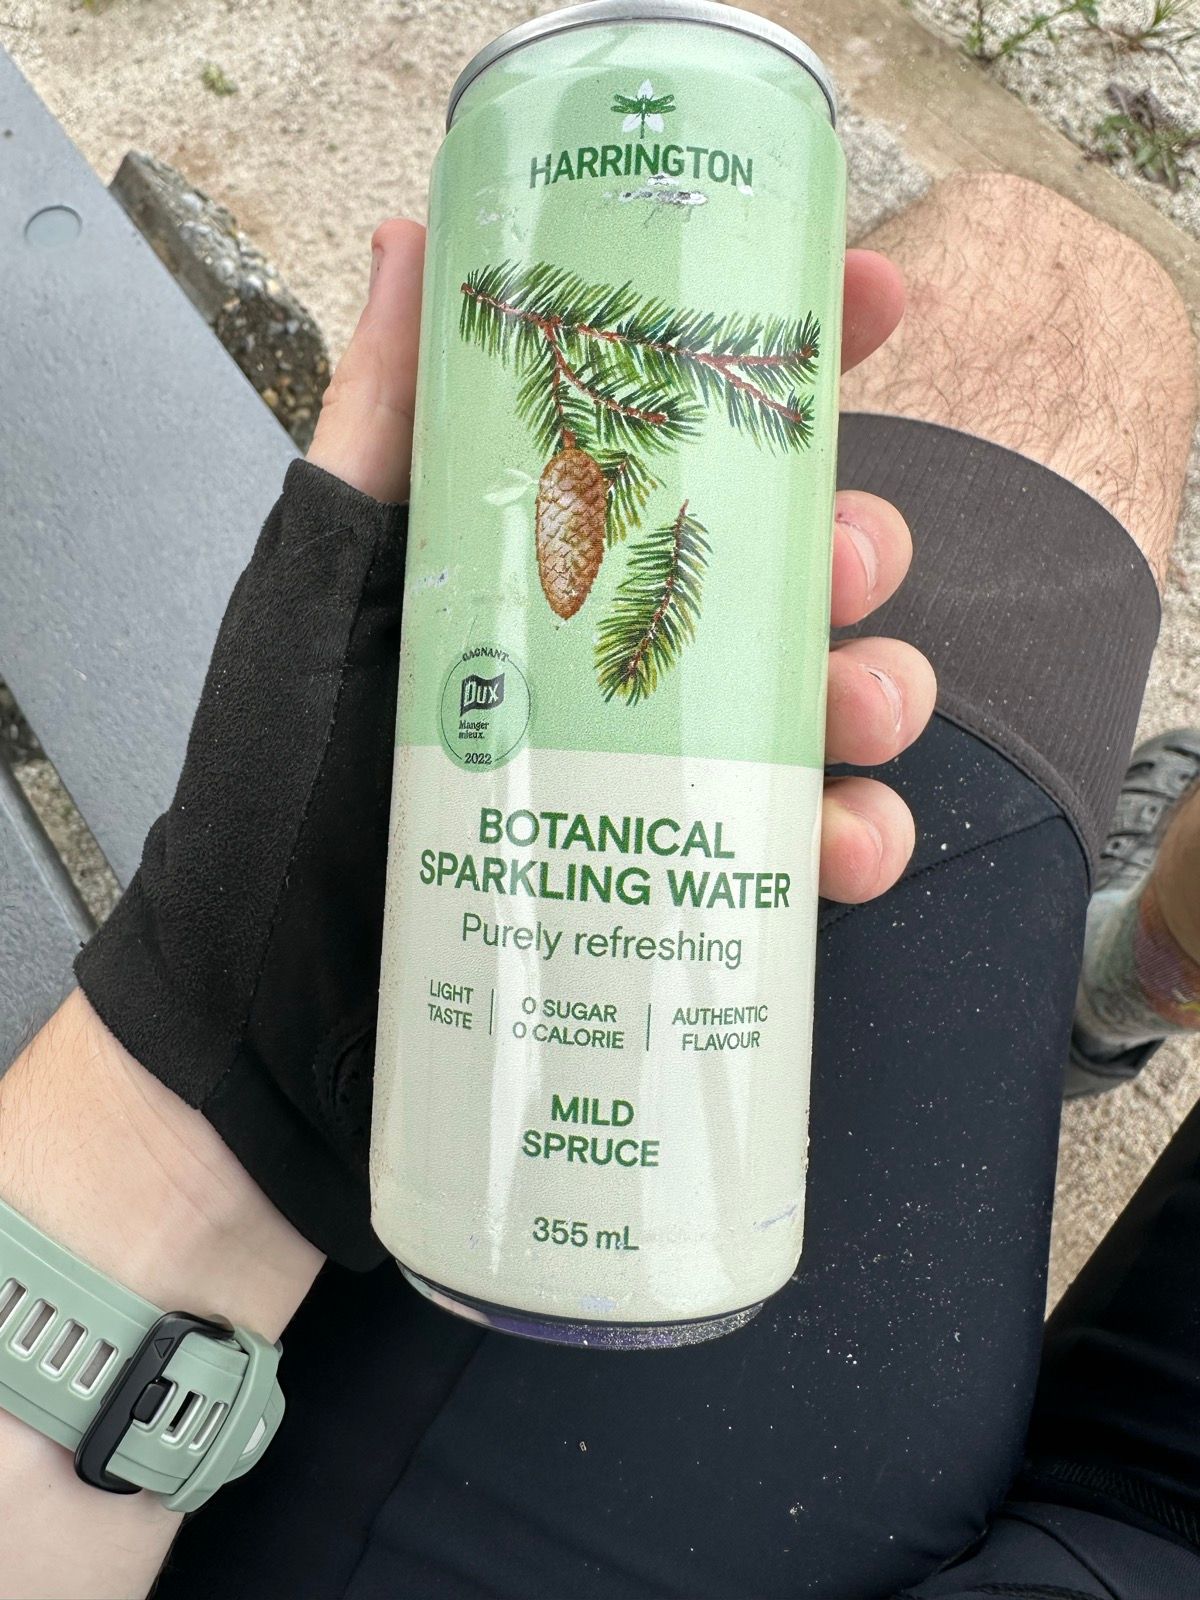 HARRINGTON
GAGNANT
Dux
Manger
mieux.
2022
BOTANICAL
SPARKLING WATER
Purely refreshing
LIGHT
TASTE
0 SUGAR
0 CALORIE
AUTHENTIC
FLAVOUR
MILD
SPRUCE
355 mL